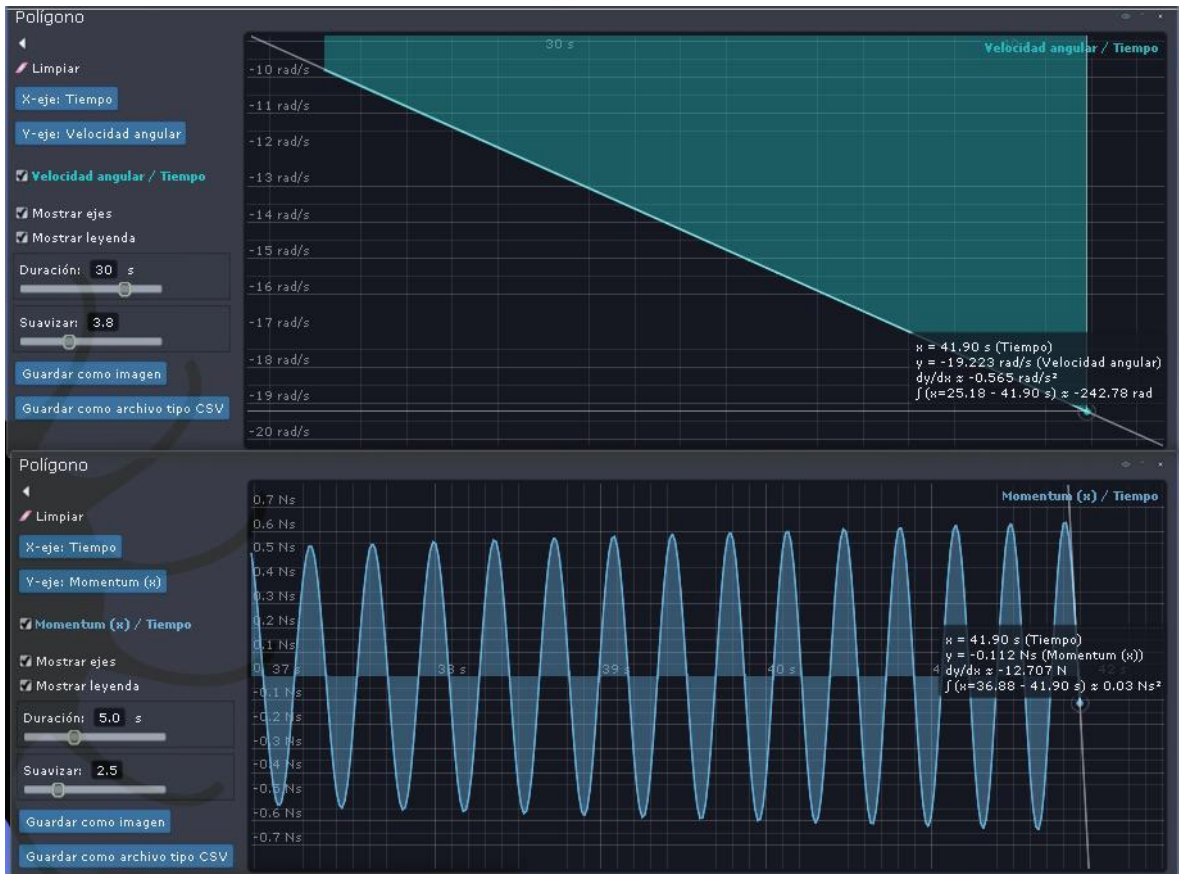 Polígono
Limpiar
X-eje: Tiempo
Y-eje: Velocidad angular
Velocidad angular / Tiempo
Mostrar ejes
Mostrar leyenda
Duración: 30 s
Suavizar: 3.8
Guardar como imagen
Guardar como archivo tipo CSV
30 s
Velocidad angular / Tiempo
-10 rad/s
-11 rad/s
-12 rad/s
-13 rad/s
-14 rad/s
-15 rad/s
-16 rad/s
-17 rad/s
-18 rad/s
-19 rad/s
-20 rad/s
x = 41.90 s (Tiempo)
y = -19.223 rad/s (Velocidad angular)
dy/dx ≈ -0.565 rad/s²
∫(x=25.18 - 41.90 s) ≈ -242.78 rad
Polígono
Limpiar
X-eje: Tiempo
Y-eje: Momentum (x)
Momentum (x) / Tiempo
Mostrar ejes
Mostrar leyenda
Duración: 5.0 s
Suavizar: 2.5
Guardar como imagen
Guardar como archivo tipo CSV
Momentum (x) / Tiempo
0.7 Ns
0.6 Ns
0.5 Ns
0.4 Ns
0.3 Ns
0.2 Ns
0.1 Ns
37 s 38 s 39 s 40 s 42 s
-0.1 Ns
-0.2 Ns
-0.3 Ns
-0.4 Ns
-0.5 Ns
-0.6 Ns
-0.7 Ns
x = 41.90 s (Tiempo)
y = -0.112 Ns (Momentum (x))
dy/dx ≈ -12.707 N
∫(x=36.88 - 41.90 s) ≈ 0.03 Ns²